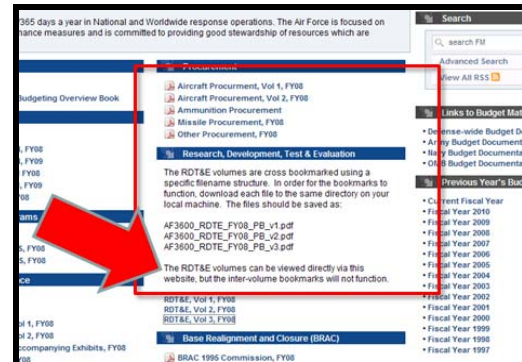 /365 days a year in National and Worldwide response operations. The Air Force is focused on
nance measures and is committed to providing good stewardship of resources which are
Budgeting Overview Book
, FY08
, FY09
FY08
, FY09
FY08
rams
S, FY08
S, FY08
ce
ol 1, FY08
ol 2, FY08
ccompanying Exhibits, FY08
Procurement
Aircraft Procurment, Vol 1, FY08
Aircraft Procurement, Vol 2, FY08
Ammunition Procurement
Missile Procurement, FY08
Other Procurement, FY08
Research, Development, Test & Evaluation
The RDT&E volumes are cross bookmarked using a
specific filename structure. In order for the bookmarks to
function, download each file to the same directory on your
local machine. The files should be saved as:
AF3600_RDTE_FY08_PB_v1.pdf
AF3600_RDTE_FY08_PB_v2.pdf
AF3600_RDTE_FY08_PB_v3.pdf
The RDT&E volumes can be viewed directly via this
website, but the inter-volume bookmarks will not function.
RDT&E, Vol 1, FY08
RDT&E, Vol 2, FY08
RDT&E, Vol 3, FY08
Base Realignment and Closure (BRAC)
BRAC 1995 Commission, FY08
Search
search FM
Advanced Search
View All RSS
Links to Budget Mat
Defense-wide Budget D
Army Budget Document
Navy Budget Documenta
OMB Budget Documenta
Previous Year's Bud
Current Fiscal Year
Fiscal Year 2010
Fiscal Year 2009
Fiscal Year 2008
Fiscal Year 2007
Fiscal Year 2006
Fiscal Year 2005
Fiscal Year 2004
Fiscal Year 2003
Fiscal Year 2002
Fiscal Year 2001
Fiscal Year 2000
Fiscal Year 1999
Fiscal Year 1998
Fiscal Year 1997